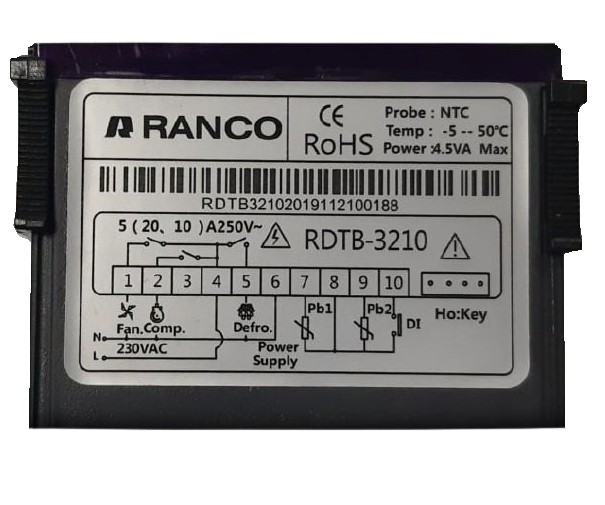 RANCO
CE
RoHS
Probe : NTC
Temp : -5 -- 50℃
Power :4.5VA Max
RDTB32102019112100188
5 ( 20、10 ) A250V~
RDTB-3210
1 2 3 4 5 6 7 8 9 10
Fan. Comp. Defro. Pb1 Pb2 DI Ho:Key
N
230VAC
L
Power
Supply